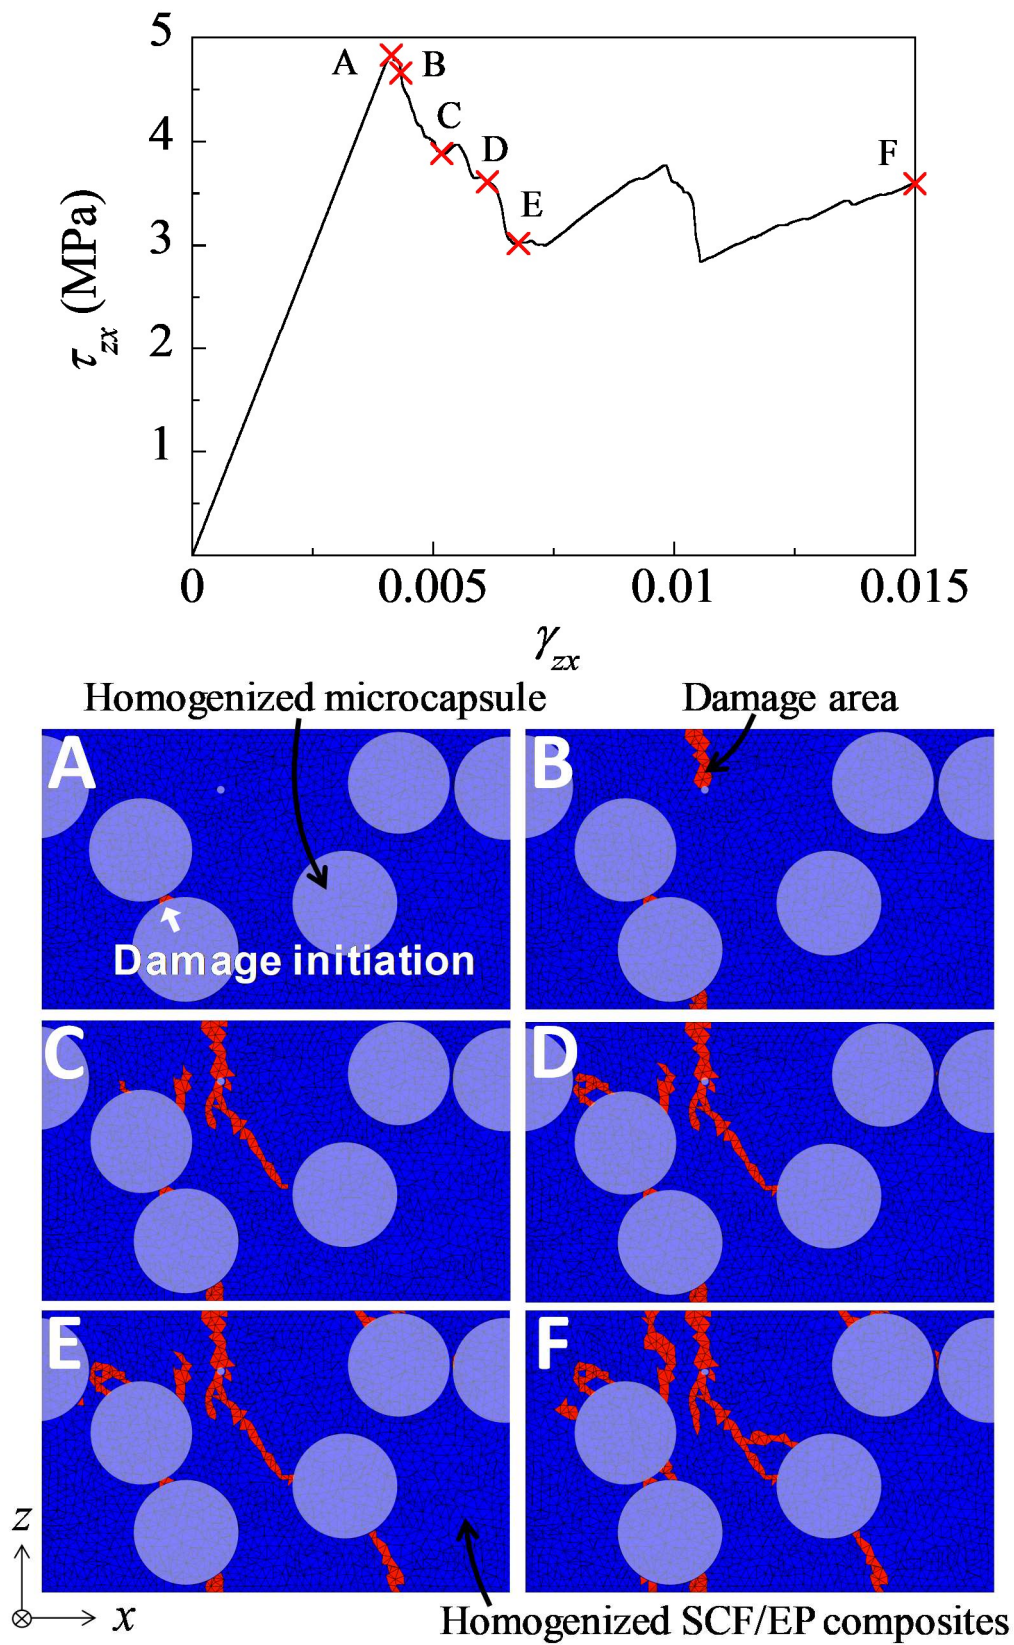 5
A
B
4
C
D
F
E
3
τzx (MPa)
2
1
0
0.005
0.01
0.015
γzx
Homogenized microcapsule
Damage area
A
B
Damage initiation
C
D
E
F
z
x
Homogenized SCF/EP composites